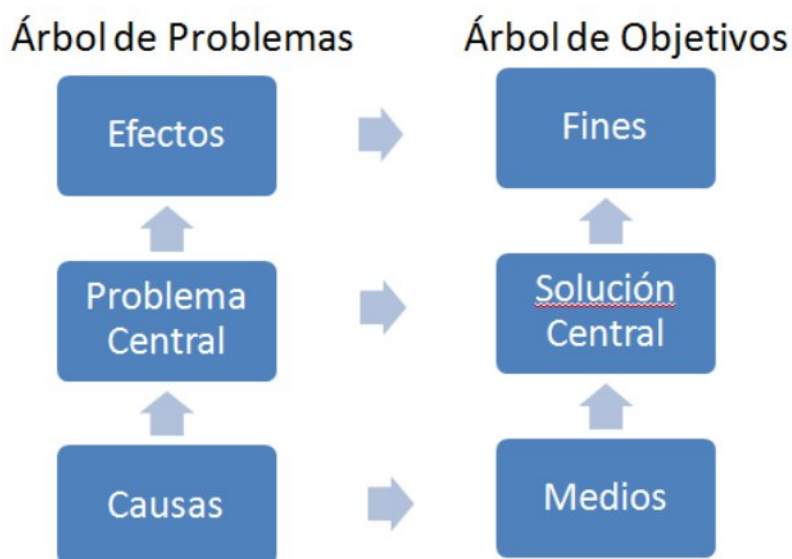 Árbol de Problemas
Árbol de Objetivos
Efectos
Fines
Problema
Central
Solución
Central
Causas
Medios